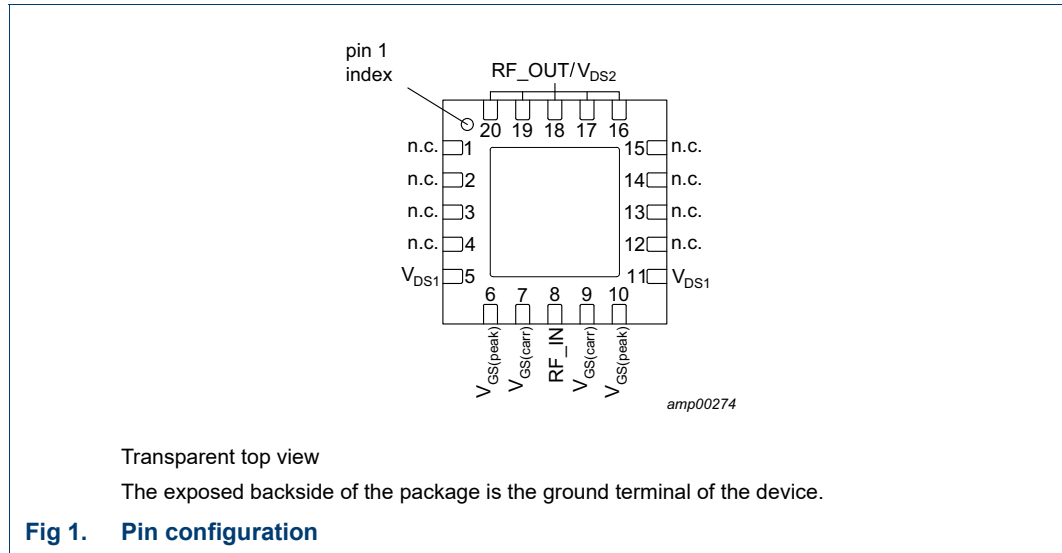 pin 1
index
RF_OUT/VDS2
20 19 18 17 16
n.c. 1 15 n.c.
n.c. 2 14 n.c.
n.c. 3 13 n.c.
n.c. 4 12 n.c.
VDS1 5 11 VDS1
6 7 8 9 10
VGS(peak) VGS(carr) RF_IN VGS(carr) VGS(peak)
amp00274
Transparent top view
The exposed backside of the package is the ground terminal of the device.
Fig 1. Pin configuration